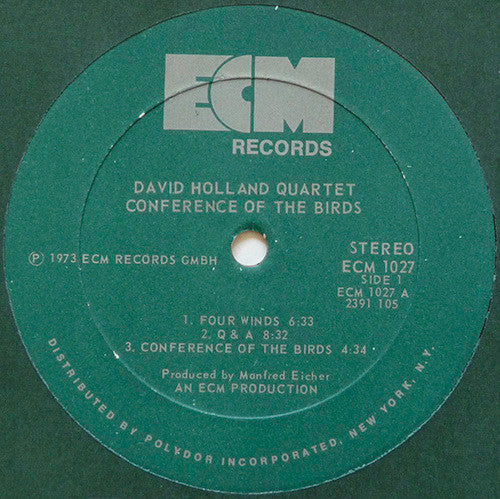 ECM
RECORDS
DAVID HOLLAND QUARTET
CONFERENCE OF THE BIRDS
Ⓟ 1973 ECM RECORDS GMBH
STEREO
ECM 1027
SIDE 1
ECM 1027 A
2391 105
1. FOUR WINDS 6:33
2. Q & A 8:32
3. CONFERENCE OF THE BIRDS 4:34
Produced by Manfred Eicher
AN ECM PRODUCTION
DISTRIBUTED BY POLYDOR INCORPORATED, NEW YORK, N.Y.